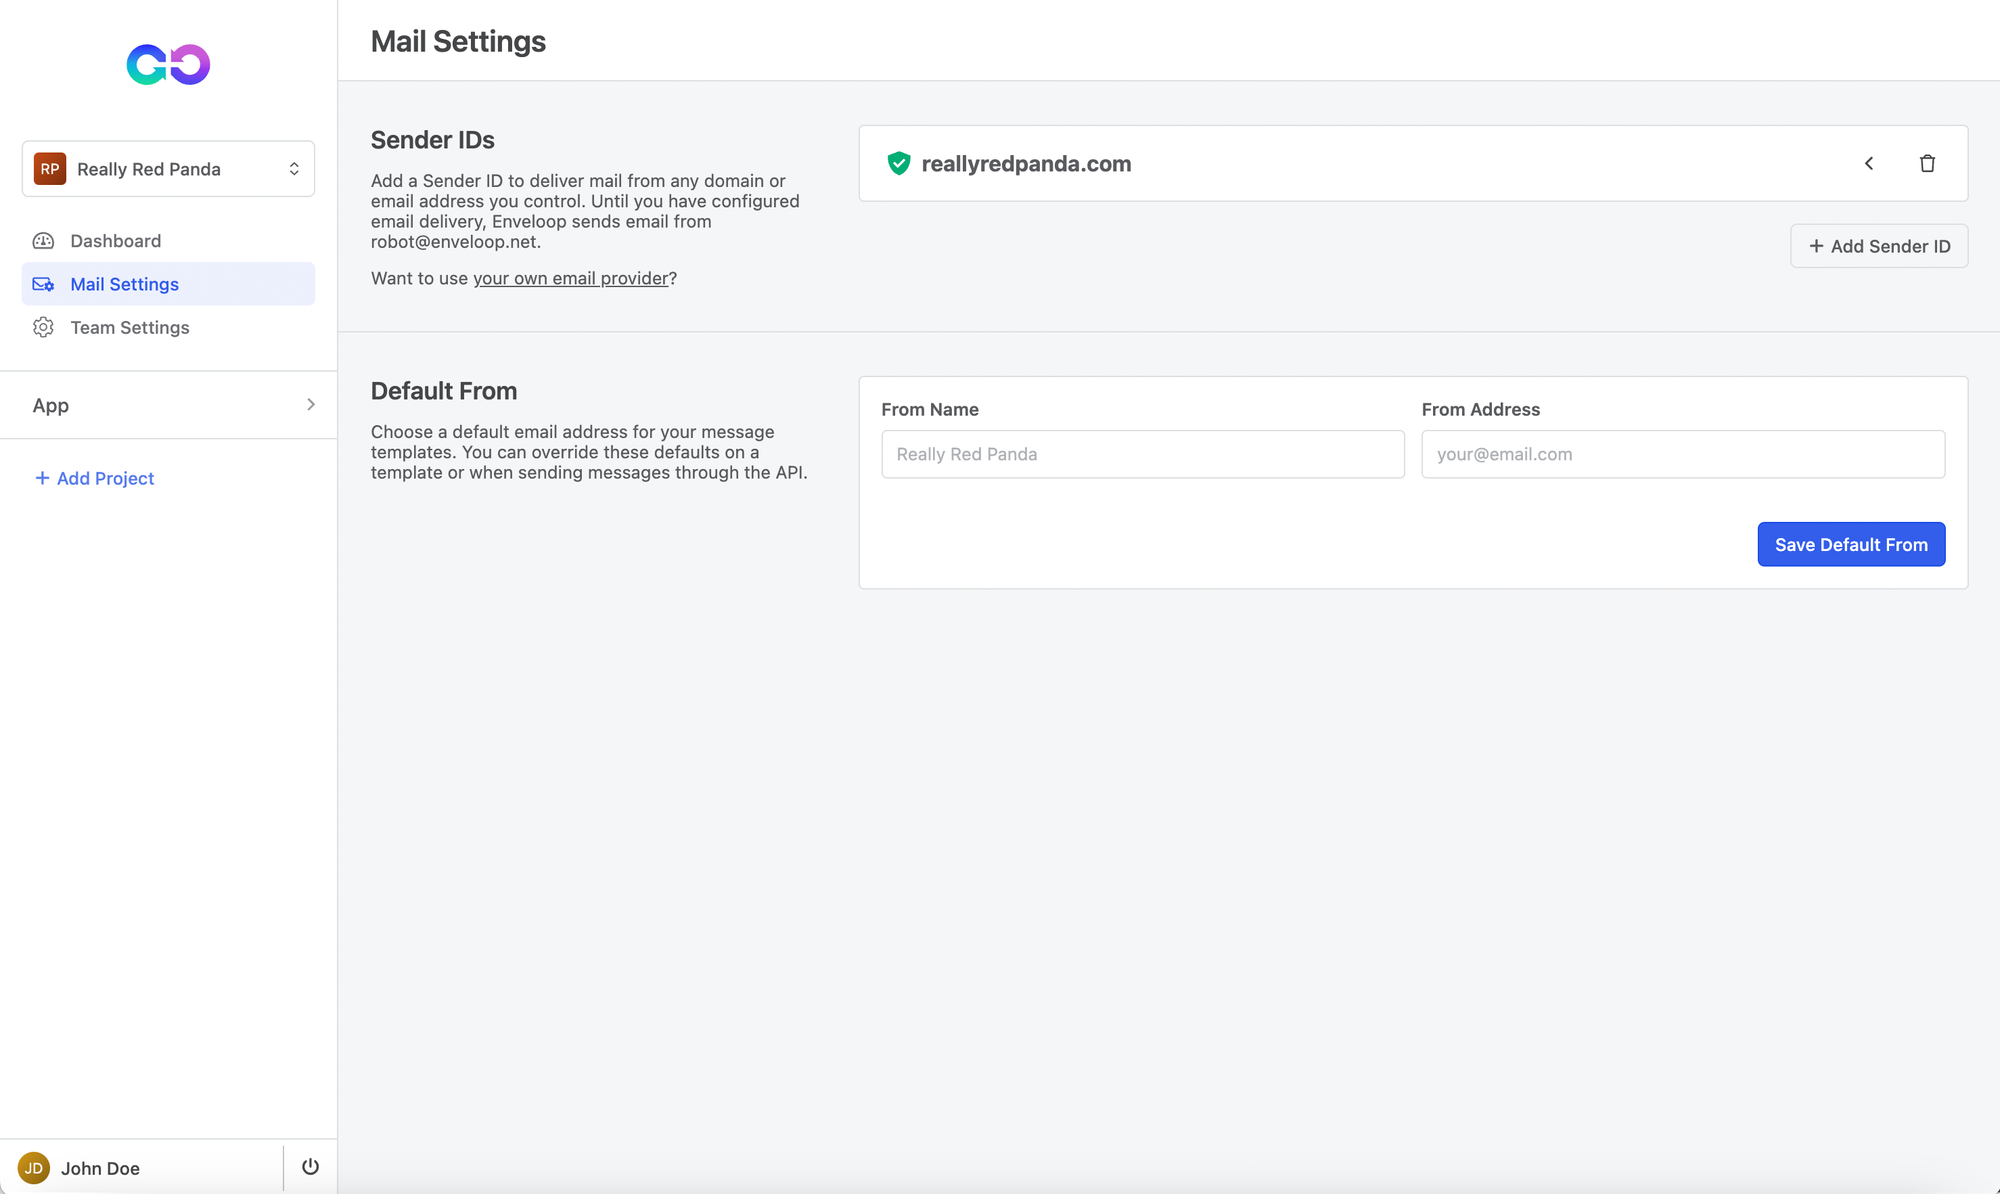 Mail Settings
RP
Really Red Panda
Dashboard
Mail Settings
Team Settings
App
+ Add Project
JD
John Doe
Sender IDs
Add a Sender ID to deliver mail from any domain or
email address you control. Until you have configured
email delivery, Enveloop sends email from
robot@enveloop.net.
Want to use your own email provider?
reallyredpanda.com
+ Add Sender ID
Default From
Choose a default email address for your message
templates. You can override these defaults on a
template or when sending messages through the API.
From Name
Really Red Panda
From Address
your@email.com
Save Default From